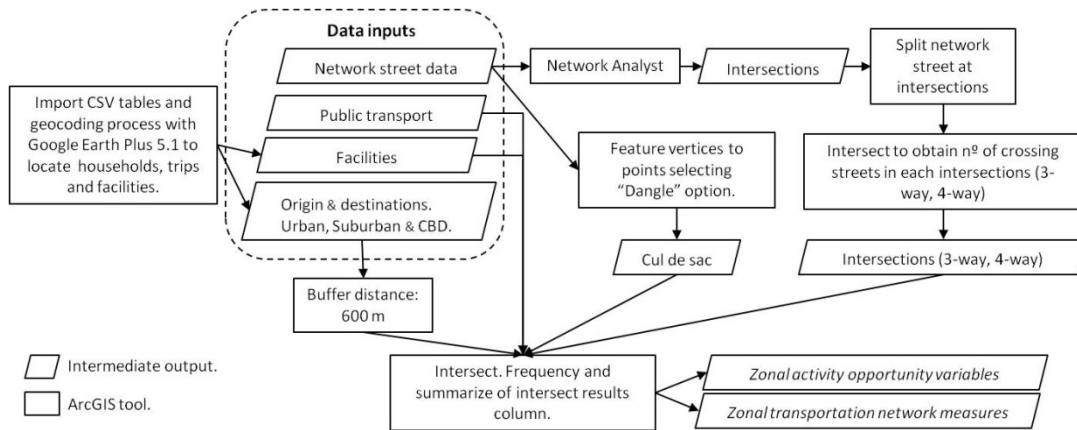 Data inputs
Network street data
Public transport
Facilities
Origin & destinations.
Urban, Suburban & CBD.
Import CSV tables and
geocoding process with
Google Earth Plus 5.1 to
locate households, trips
and facilities.
Network Analyst
Intersections
Split network
street at
intersections
Feature vertices to
points selecting
“Dangle” option.
Intersect to obtain nº of crossing
streets in each intersections (3-
way, 4-way)
Cul de sac
Intersections (3-way, 4-way)
Buffer distance:
600 m
Intersect. Frequency and
summarize of intersect results
column.
Zonal activity opportunity variables
Zonal transportation network measures
Intermediate output.
ArcGIS tool.